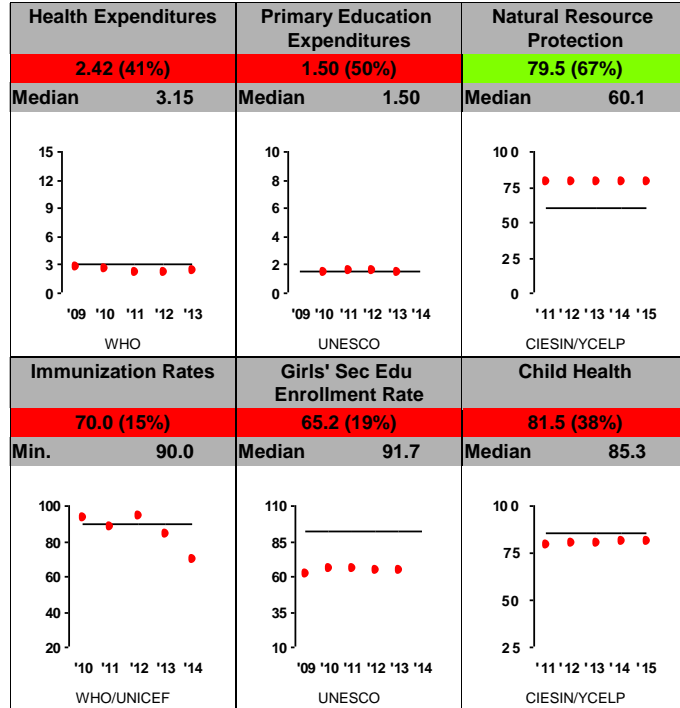 Health Expenditures
2.42 (41%)
Median 3.15
15
12
9
6
3
0
'09 '10 '11 '12 '13
WHO
Primary Education
Expenditures
1.50 (50%)
Median 1.50
10
8
6
4
2
0
'09 '10 '11 '12 '13 '14
UNESCO
Natural Resource
Protection
79.5 (67%)
Median 60.1
100
75
50
25
0
'11 '12 '13 '14 '15
CIESIN/YCELP
Immunization Rates
70.0 (15%)
Min. 90.0
100
80
60
40
20
'10 '11 '12 '13 '14
WHO/UNICEF
Girls' Sec Edu
Enrollment Rate
65.2 (19%)
Median 91.7
110
85
60
35
10
'09 '10 '11 '12 '13 '14
UNESCO
Child Health
81.5 (38%)
Median 85.3
100
75
50
25
'11 '12 '13 '14 '15
CIESIN/YCELP